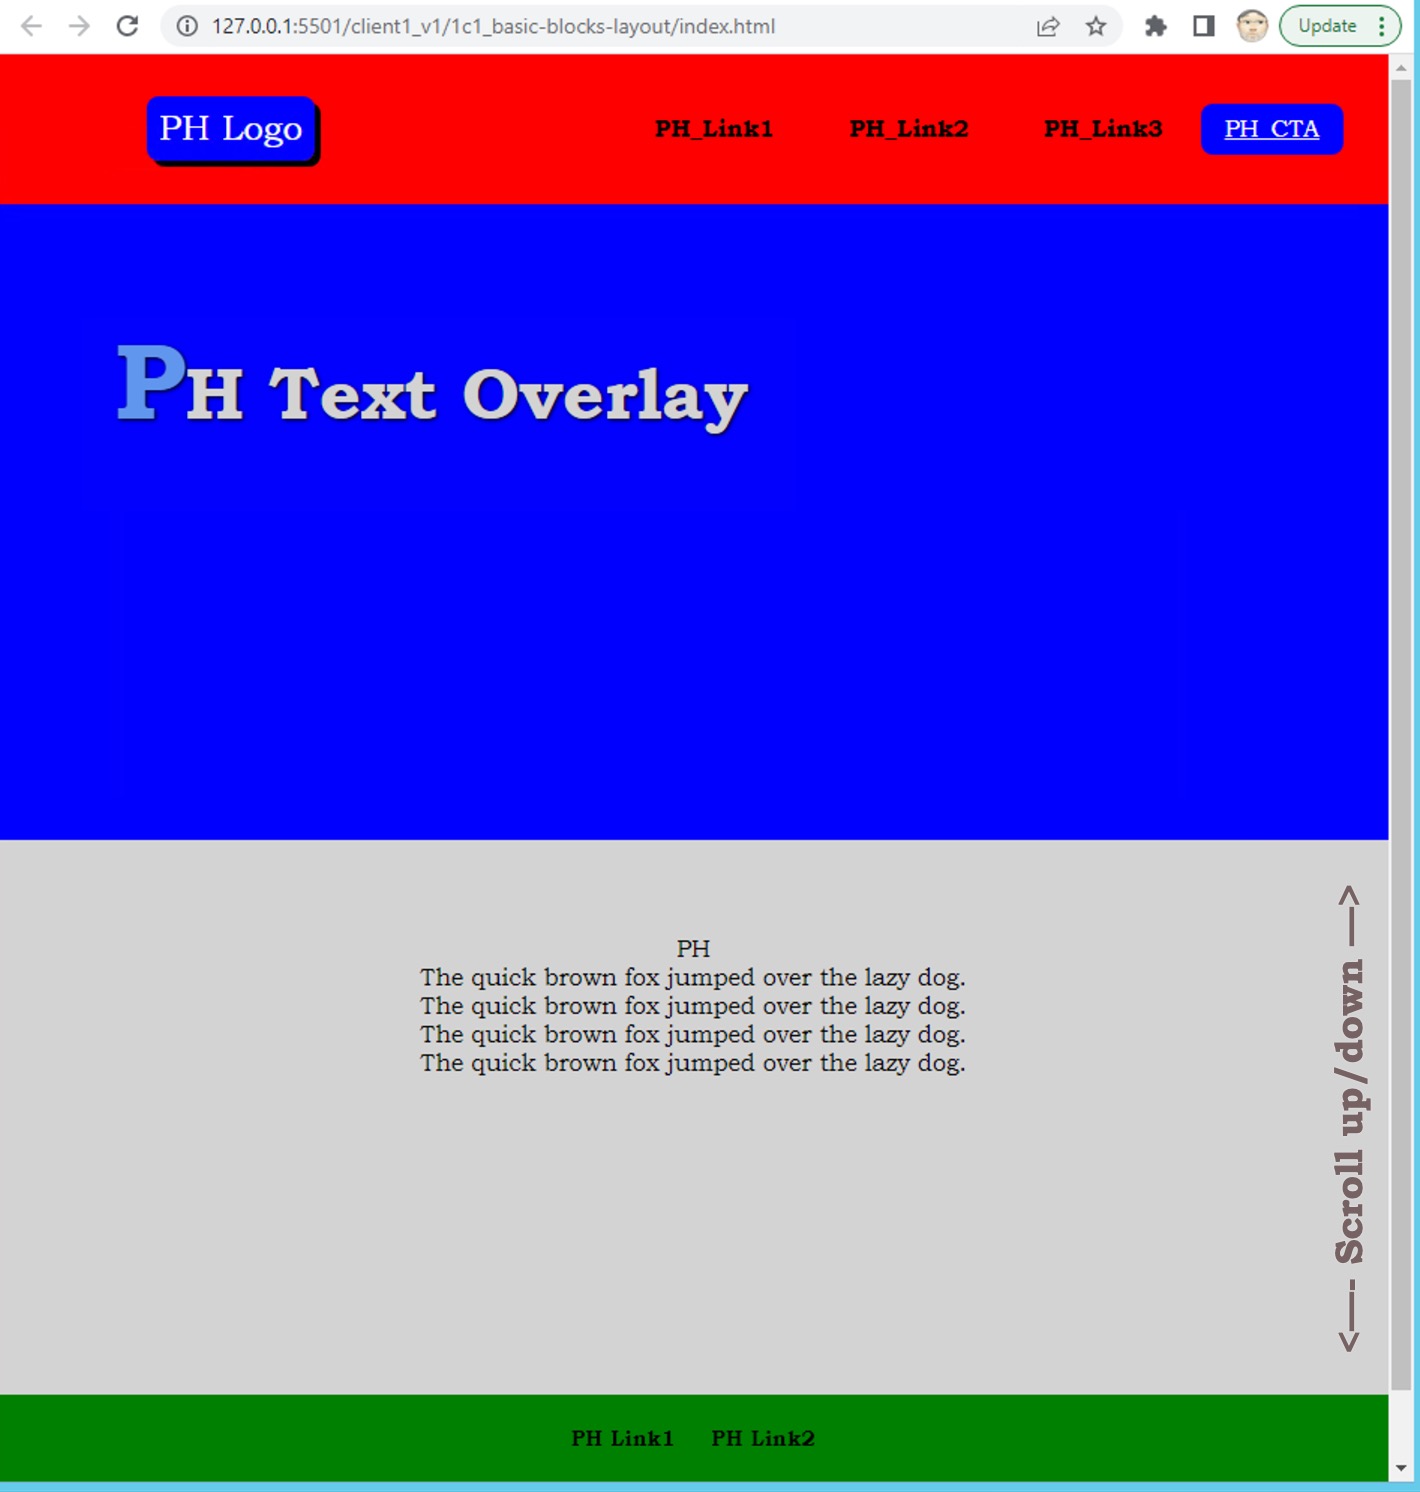 127.0.0.1:5501/client1_v1/1c1_basic-blocks-layout/index.html
Update
PH Logo
PH_Link1
PH_Link2
PH_Link3
PH_CTA
PH Text Overlay
PH
The quick brown fox jumped over the lazy dog.
The quick brown fox jumped over the lazy dog.
The quick brown fox jumped over the lazy dog.
The quick brown fox jumped over the lazy dog.
<--- Scroll up/down --->
PH Link1
PH Link2